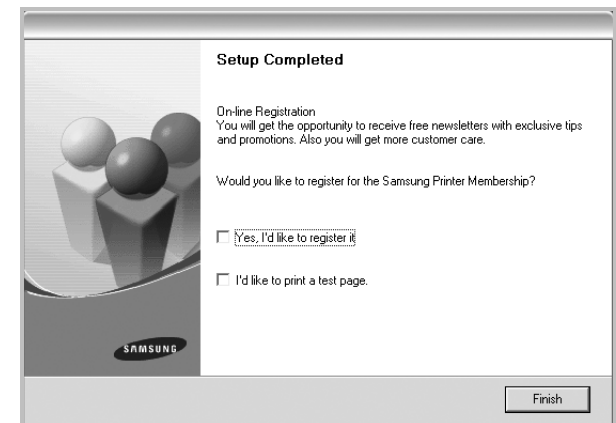 Setup Completed
On-line Registration
You will get the opportunity to receive free newsletters with exclusive tips
and promotions. Also you will get more customer care.
Would you like to register for the Samsung Printer Membership?
Yes, I'd like to register it
I'd like to print a test page.
SAMSUNG
Finish